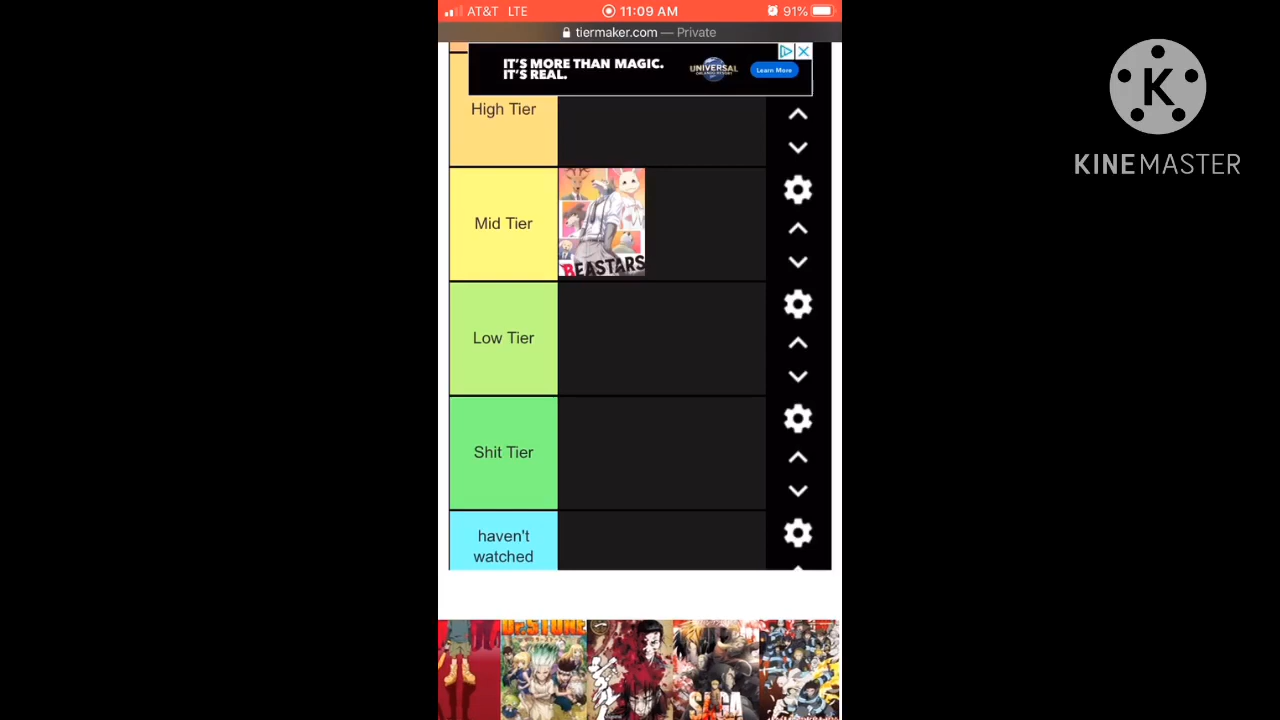 AT&T LTE 11:09 AM 91%
tiermaker.com — Private
IT'S MORE THAN MAGIC.
IT'S REAL.
UNIVERSAL
Learn More
K
KINEMASTER
High Tier
Mid Tier
BEASTARS
Low Tier
Shit Tier
haven't
watched
Dr.STONE
SAGA